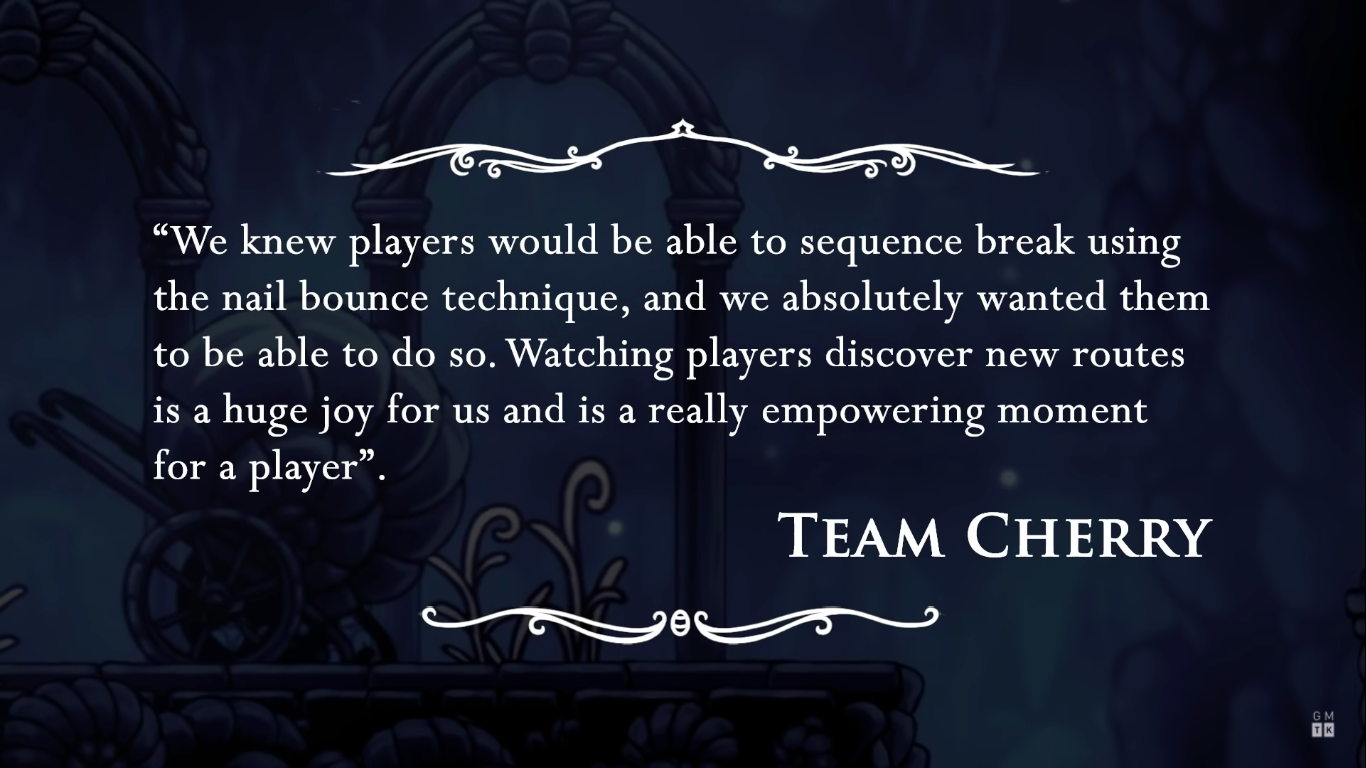 “We knew players would be able to sequence break using
the nail bounce technique, and we absolutely wanted them
to be able to do so. Watching players discover new routes
is a huge joy for us and is a really empowering moment
for a player”.
TEAM CHERRY
GM
TK